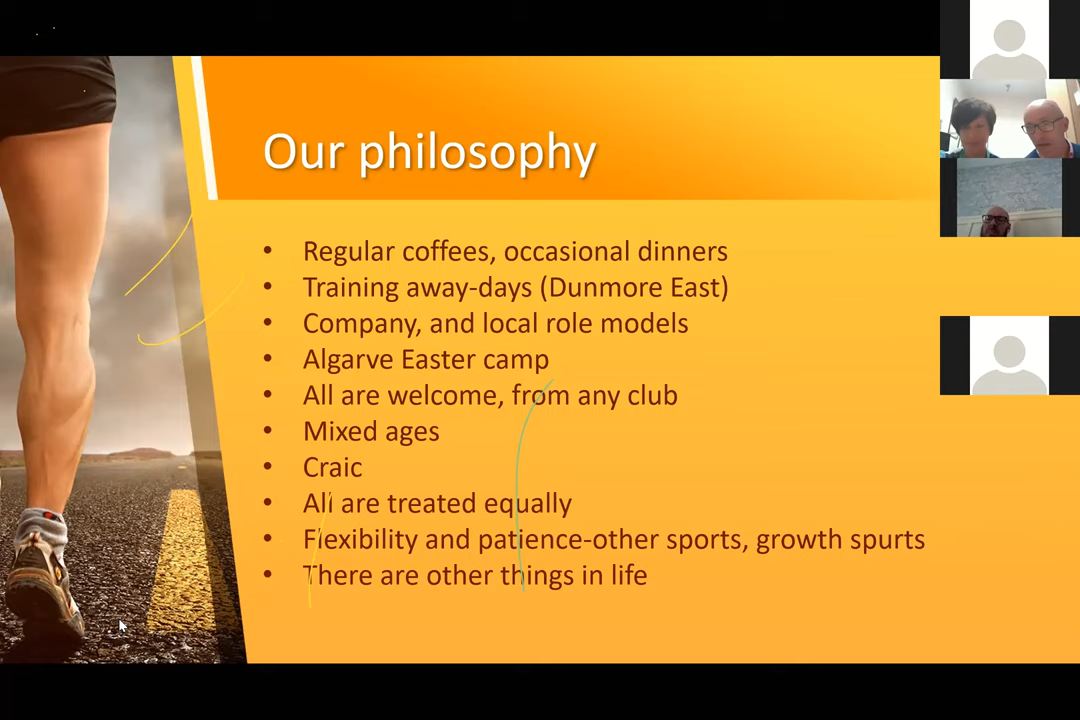 Our philosophy
• Regular coffees, occasional dinners
• Training away-days (Dunmore East)
• Company, and local role models
• Algarve Easter camp
• All are welcome, from any club
• Mixed ages
• Craic
• All are treated equally
• Flexibility and patience-other sports, growth spurts
• There are other things in life